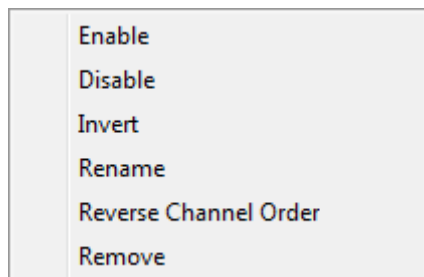 Enable
Disable
Invert
Rename
Reverse Channel Order
Remove